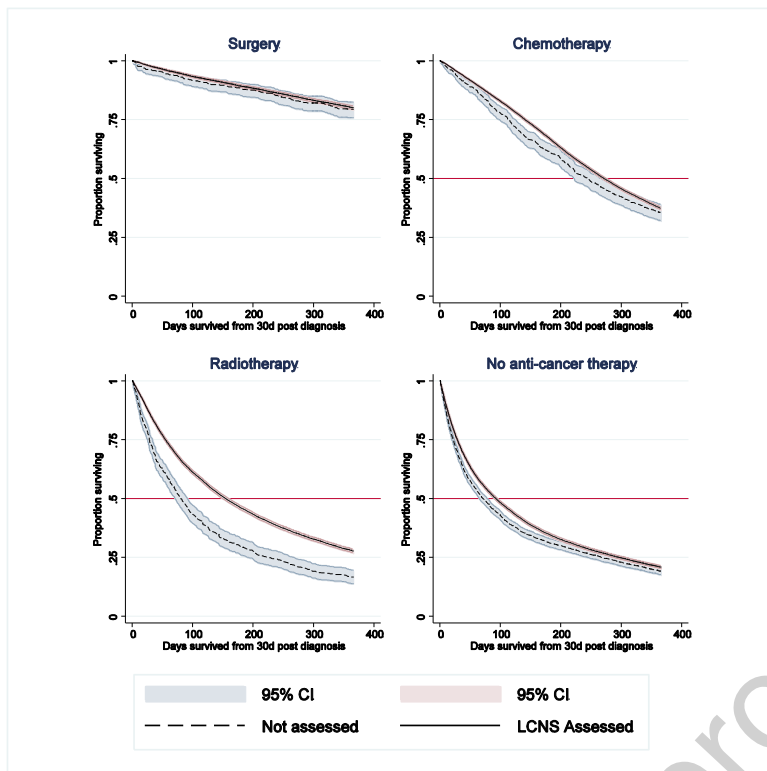 Surgery
Chemotherapy
Proportion surviving
0 .25 .5 .75 1
0 100 200 300 400
Days survived from 30d post diagnosis
Proportion surviving
0 .25 .5 .75 1
0 100 200 300 400
Days survived from 30d post diagnosis
Radiotherapy
No anti-cancer therapy
Proportion surviving
0 .25 .5 .75 1
0 100 200 300 400
Days survived from 30d post diagnosis
Proportion surviving
0 .25 .5 .75 1
0 100 200 300 400
Days survived from 30d post diagnosis
95% CI
95% CI
Not assessed
LCNS Assessed